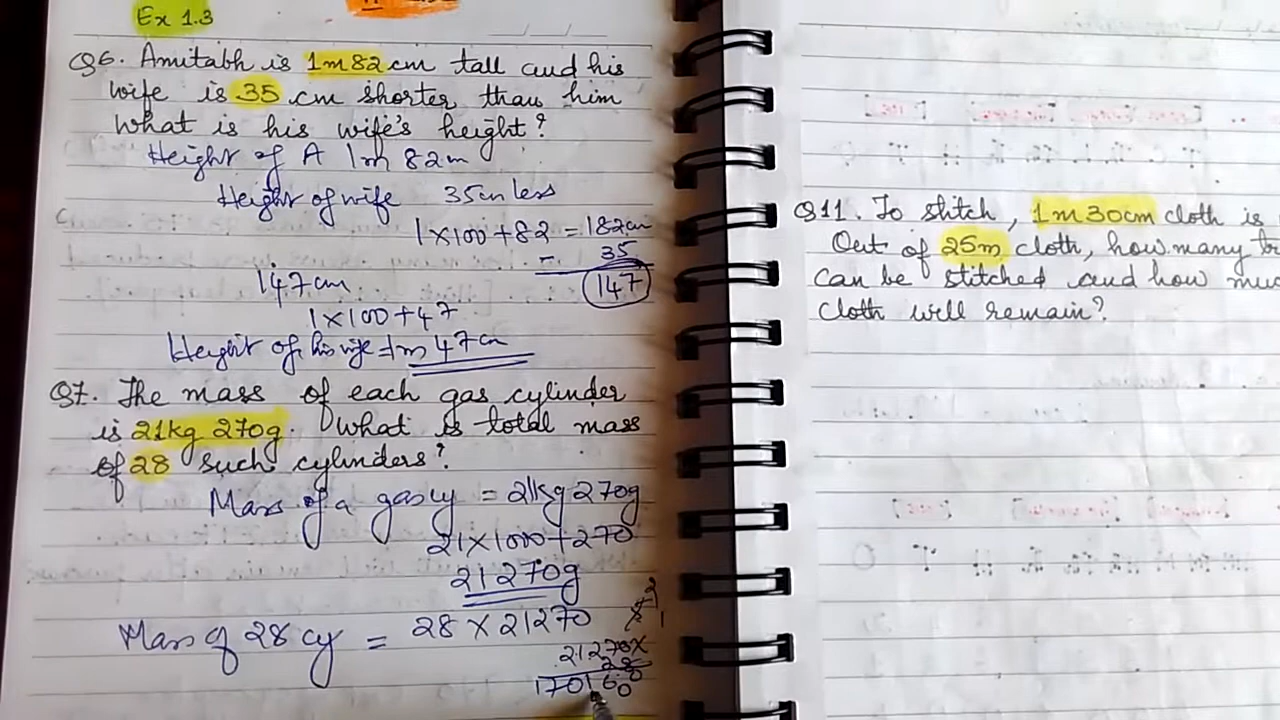 Ex 1.3
Q6. Amitabh is 1m 82 cm tall and his
wife is 35 cm shorter than him
What is his wife's height?
Height of A 1m 82m
Height of wife 35cm less
1×100+82 = 182cm
- 35
147
147cm
1×100+47
Height of his wife = 1m 47cm
Q7. The mass of each gas cylinder
is 21kg 270g. What is total mass
of 28 such cylinders?
Mass of a gas cy = 21kg 270g
21×1000+270
21270g
Mass of 28 cy = 28 × 21270
21270×
28
170160
0
Q11. To stitch, 1m 30cm cloth is
Out of 25m cloth, how many
can be stitched and how
cloth will remain?